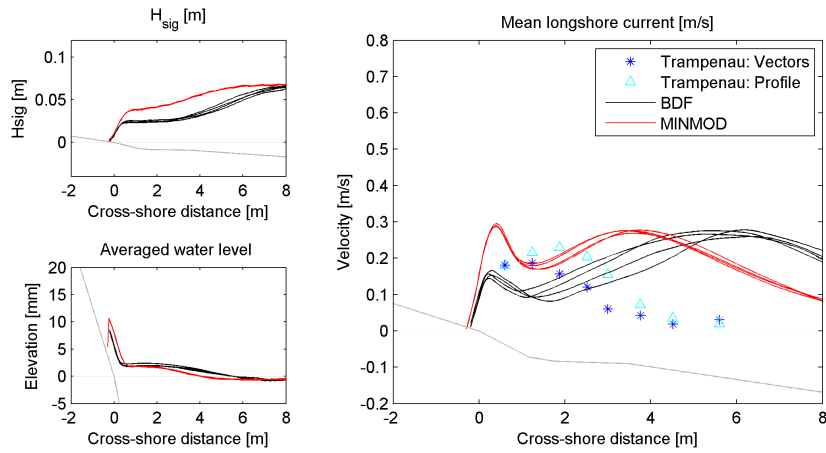 H_sig [m]
0.1
0.05
0
Hsig [m]
-2 0 2 4 6 8
Cross-shore distance [m]
Averaged water level
20
15
10
5
0
-5
Elevation [mm]
-2 0 2 4 6 8
Cross-shore distance [m]
Mean longshore current [m/s]
0.8
0.7
0.6
0.5
0.4
0.3
0.2
0.1
0
-0.1
-0.2
Velocity [m/s]
Trampenau: Vectors
Trampenau: Profile
BDF
MINMOD
-2 0 2 4 6 8
Cross-shore distance [m]